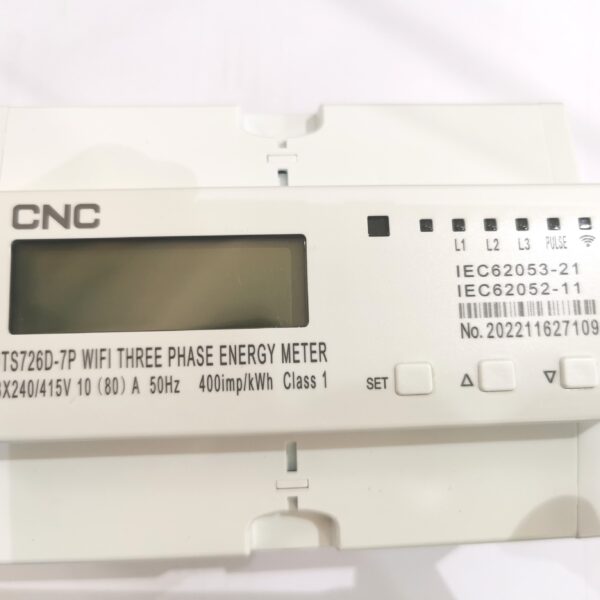 CNC
L1 L2 L3 PULSE
IEC62053-21
IEC62052-11
No. 202211627109
TS726D-7P WIFI THREE PHASE ENERGY METER
3X240/415V 10 (80) A 50Hz 400imp/kWh Class 1
SET